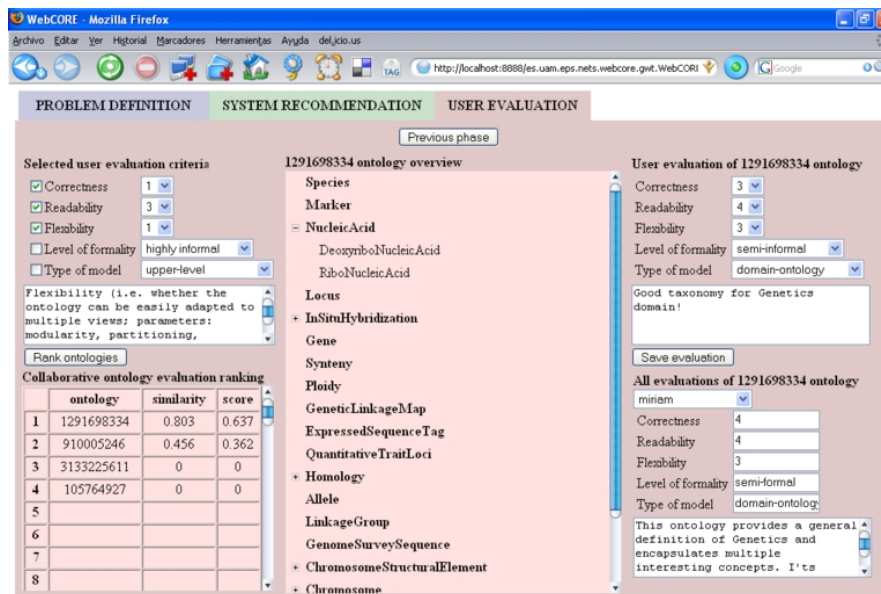 WebCORE - Mozilla Firefox
Archivo Editar Ver Historial Marcadores Herramientas Ayuda del.icio.us
TAG http://localhost:8888/es.uam.eps.nets.webcore.gwt.WebCORI Google
PROBLEM DEFINITION SYSTEM RECOMMENDATION USER EVALUATION
Previous phase
Selected user evaluation criteria
Correctness 1
Readability 3
Flexibility 1
Level of formality highly informal
Type of model upper-level
Flexibility (i.e. whether the
ontology can be easily adapted to
multiple views; parameters:
modularity, partitioning,
Rank ontologies
Collaborative ontology evaluation ranking
ontology similarity score
1 1291698334 0.803 0.637
2 910005246 0.456 0.362
3 3133225611 0 0
4 105764927 0 0
5
6
7
8
1291698334 ontology overview
Species
Marker
NucleicAcid
DeoxyriboNucleicAcid
RiboNucleicAcid
Locus
InSituHybridization
Gene
Synteny
Ploidy
GeneticLinkageMap
ExpressedSequenceTag
QuantitativeTraitLoci
Homology
Allele
LinkageGroup
GenomeSurveySequence
ChromosomeStructuralElement
Chromosome
User evaluation of 1291698334 ontology
Correctness 3
Readability 4
Flexibility 3
Level of formality semi-informal
Type of model domain-ontology
Good taxonomy for Genetics
domain!
Save evaluation
All evaluations of 1291698334 ontology
miriam
Correctness 4
Readability 4
Flexibility 3
Level of formality semi-formal
Type of model domain-ontology
This ontology provides a general
definition of Genetics and
encapsulates multiple
interesting concepts. I'ts